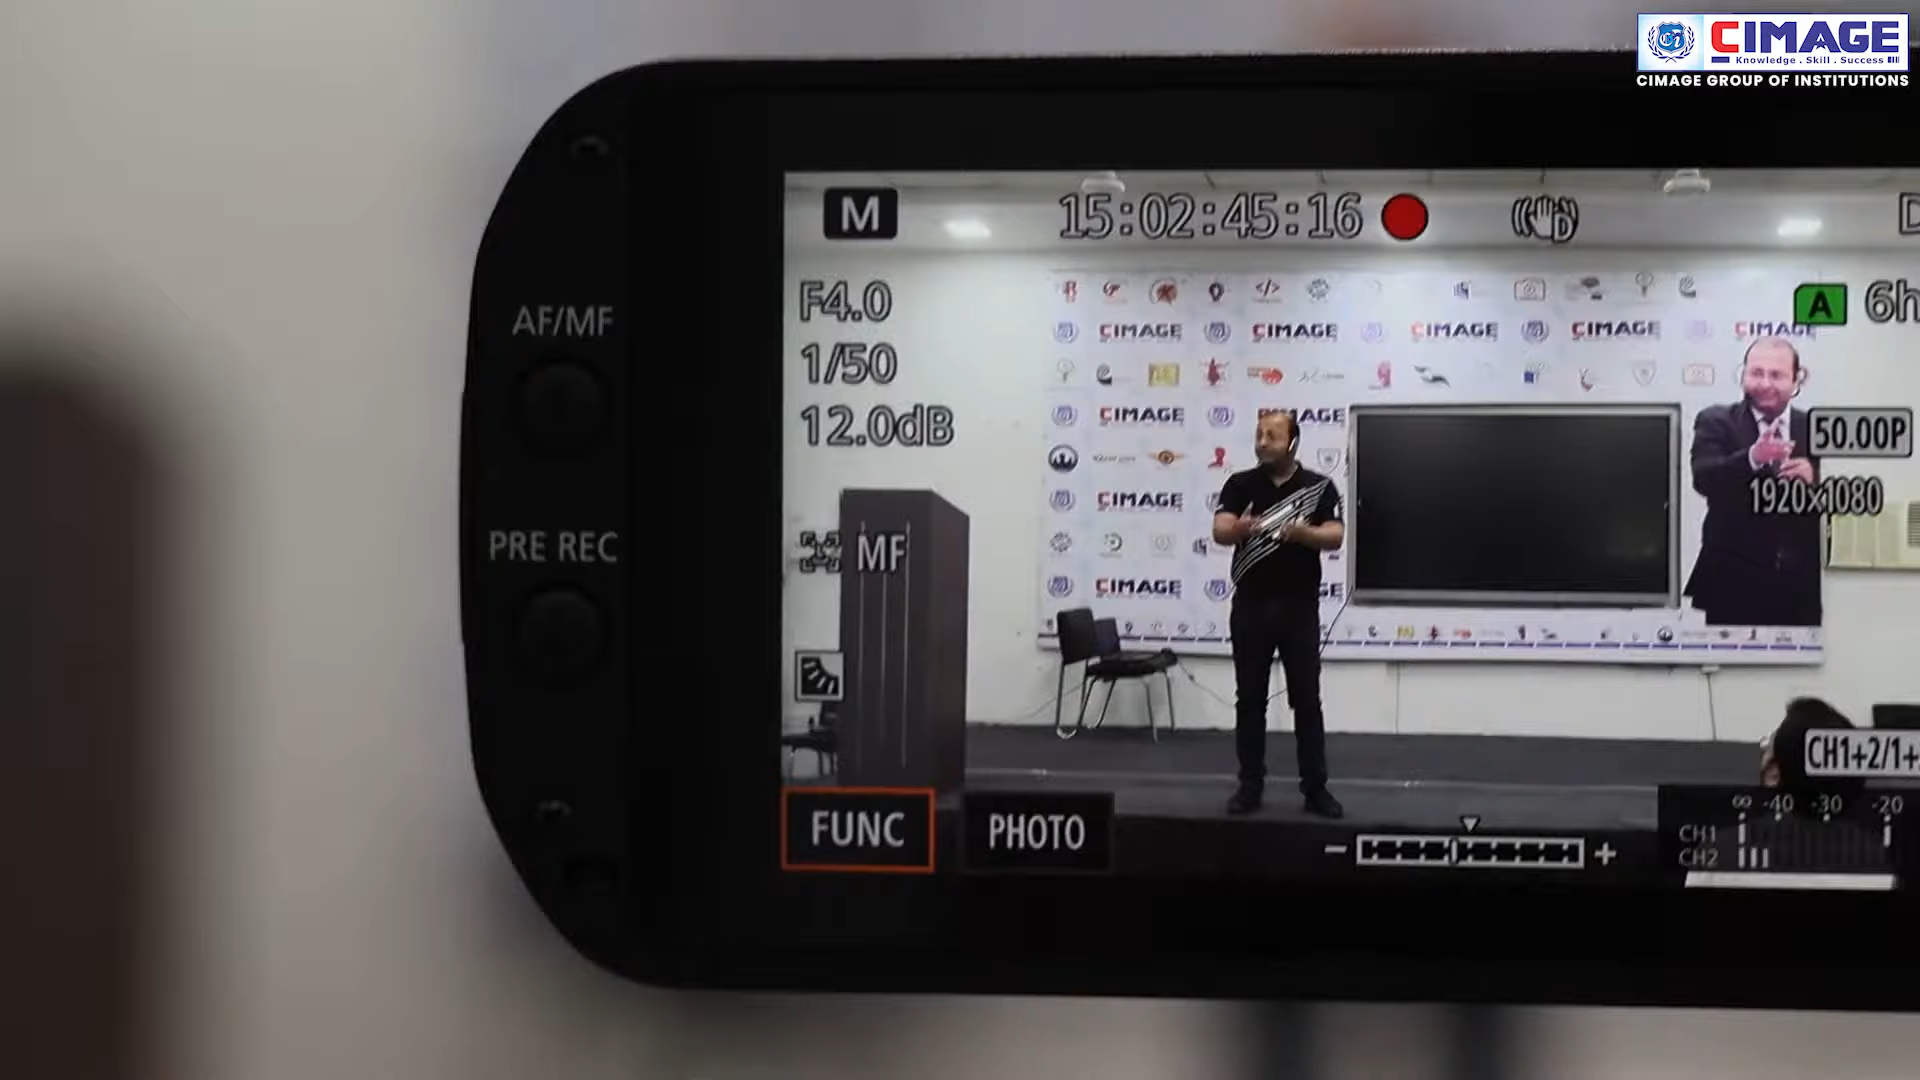 CIMAGE
Knowledge . Skill . Success
CIMAGE GROUP OF INSTITUTIONS
M
15:02:45:16
F4.0
1/50
12.0dB
A 6h
AF/MF
CIMAGE CIMAGE CIMAGE CIMAGE CIMAGE
CIMAGE
50.00P
1920x1080
CIMAGE
PRE REC
MF
CIMAGE
CH1+2/1+
FUNC
PHOTO
- +
∞ -40 -30 -20
CH1
CH2